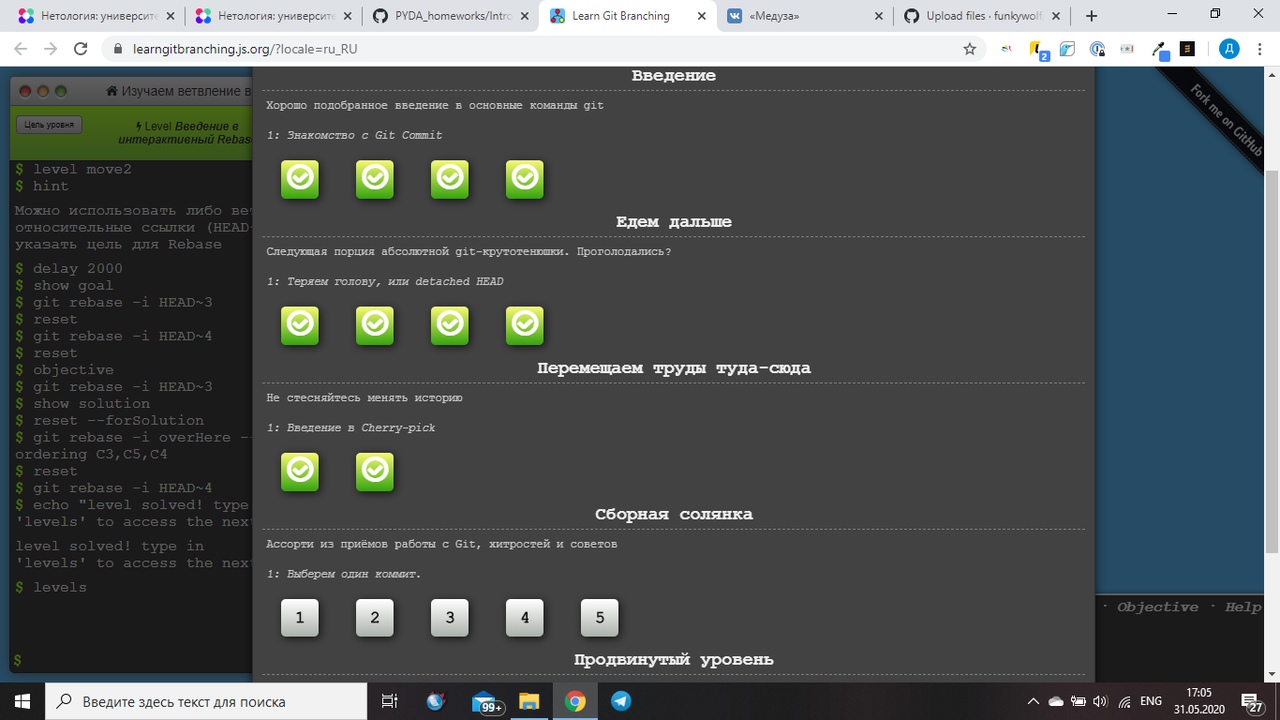 Нетология: университе
Нетология: университе
PYDA_homeworks/Intro
Learn Git Branching
«Медуза»
Upload files · funkywolf
learngitbranching.js.org/?locale=ru_RU
2
Д
Изучаем ветвление в
Цель уровня
Level Введение в
интерактивный Rebase
$ level move2
$ hint
Можно использовать либо вет
относительные ссылки (HEAD~
указать цель для Rebase
$ delay 2000
$ show goal
$ git rebase -i HEAD~3
$ reset
$ git rebase -i HEAD~4
$ reset
$ objective
$ git rebase -i HEAD~3
$ show solution
$ reset --forSolution
$ git rebase -i overHere --
ordering C3,C5,C4
$ reset
$ git rebase -i HEAD~4
$ echo "level solved! type
'levels' to access the next
level solved! type in
'levels' to access the next
$ levels
$
Введение
Хорошо подобранное введение в основные команды git
1: Знакомство с Git Commit
Едем дальше
Следующая порция абсолютной git-крутотенюшки. Проголодались?
1: Теряем голову, или detached HEAD
Перемещаем труды туда-сюда
Не стесняйтесь менять историю
1: Введение в Cherry-pick
Сборная солянка
Ассорти из приёмов работы с Git, хитростей и советов
1: Выберем один коммит.
1 2 3 4 5
Продвинутый уровень
Fork me on GitHub
· Objective · Help
Введите здесь текст для поиска
99+
ENG
17:05
31.05.2020
27